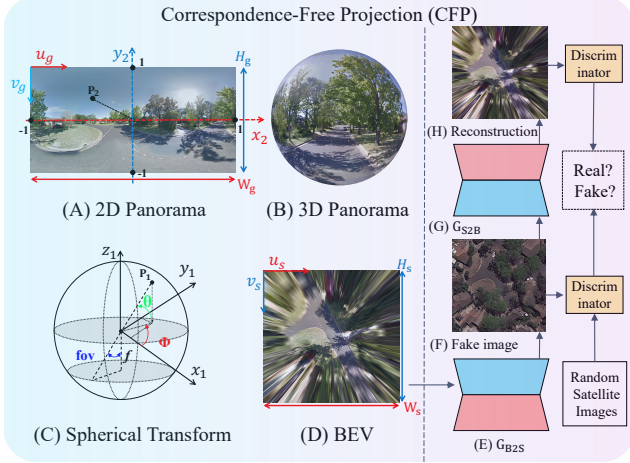 Correspondence-Free Projection (CFP)
u_g
v_g
y_2
1
H_g
P_2
-1
1
x_2
-1
W_g
(A) 2D Panorama
(B) 3D Panorama
z_1
P_1
y_1
θ
Φ
fov
f
x_1
(C) Spherical Transform
u_s
v_s
H_s
W_s
(D) BEV
(H) Reconstruction
Discrim
inator
Real?
Fake?
(G) G_S2B
Discrim
inator
(F) Fake image
Random
Satellite
Images
(E) G_B2S